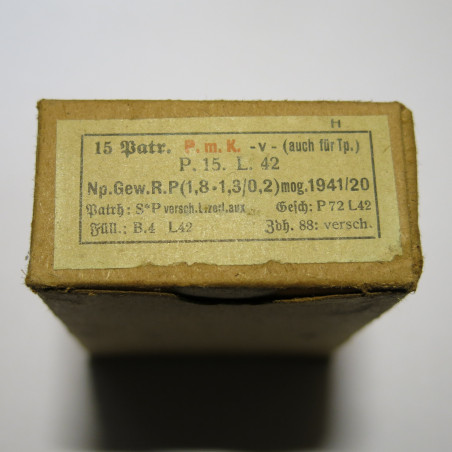 H
15 Patr. P. m. K. -v- (auch für Tp.)
P. 15. L. 42
Np.Gew.R.P(1,8·1,3/0,2) mog.1941/20
Patrh: S*P versch.L Gesch: P 72 L42
Füll.: B.4 L42 Zdh. 88: versch.